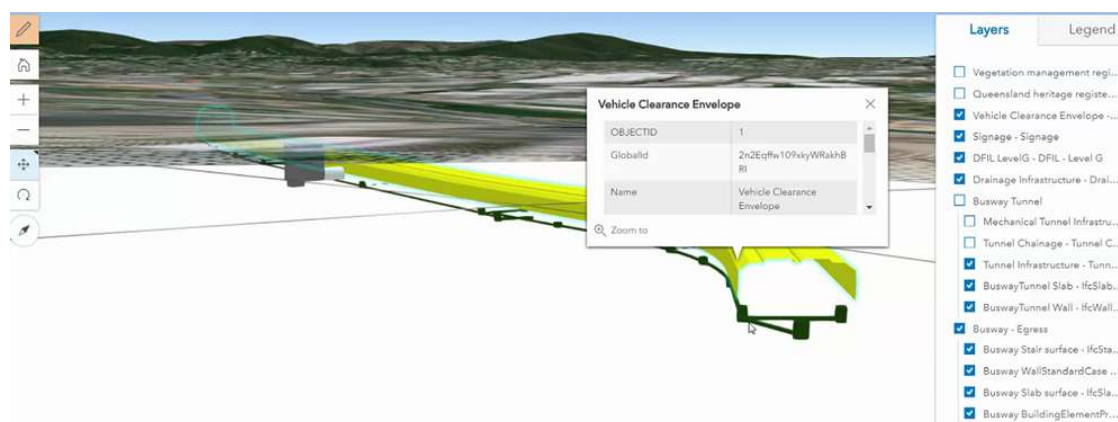 Layers
Legend
Vegetation management regi...
Queensland heritage registe...
Vehicle Clearance Envelope -...
Signage - Signage
DFIL LevelG - DFIL - Level G
Drainage Infrastructure - Drai...
Busway Tunnel
Mechanical Tunnel Infrastru...
Tunnel Chainage - Tunnel C...
Tunnel Infrastructure - Tunn...
BuswayTunnel Slab - IfcSlab...
BuswayTunnel Wall - IfcWall...
Busway - Egress
Busway Stair surface - IfcSta...
Busway WallStandardCase ...
Busway Slab surface - IfcSla...
Busway BuildingElementPr...
Vehicle Clearance Envelope
OBJECTID 1
GlobalId 2n2Eqffw109xkyWRakhB
RI
Name Vehicle Clearance
Envelope
Zoom to